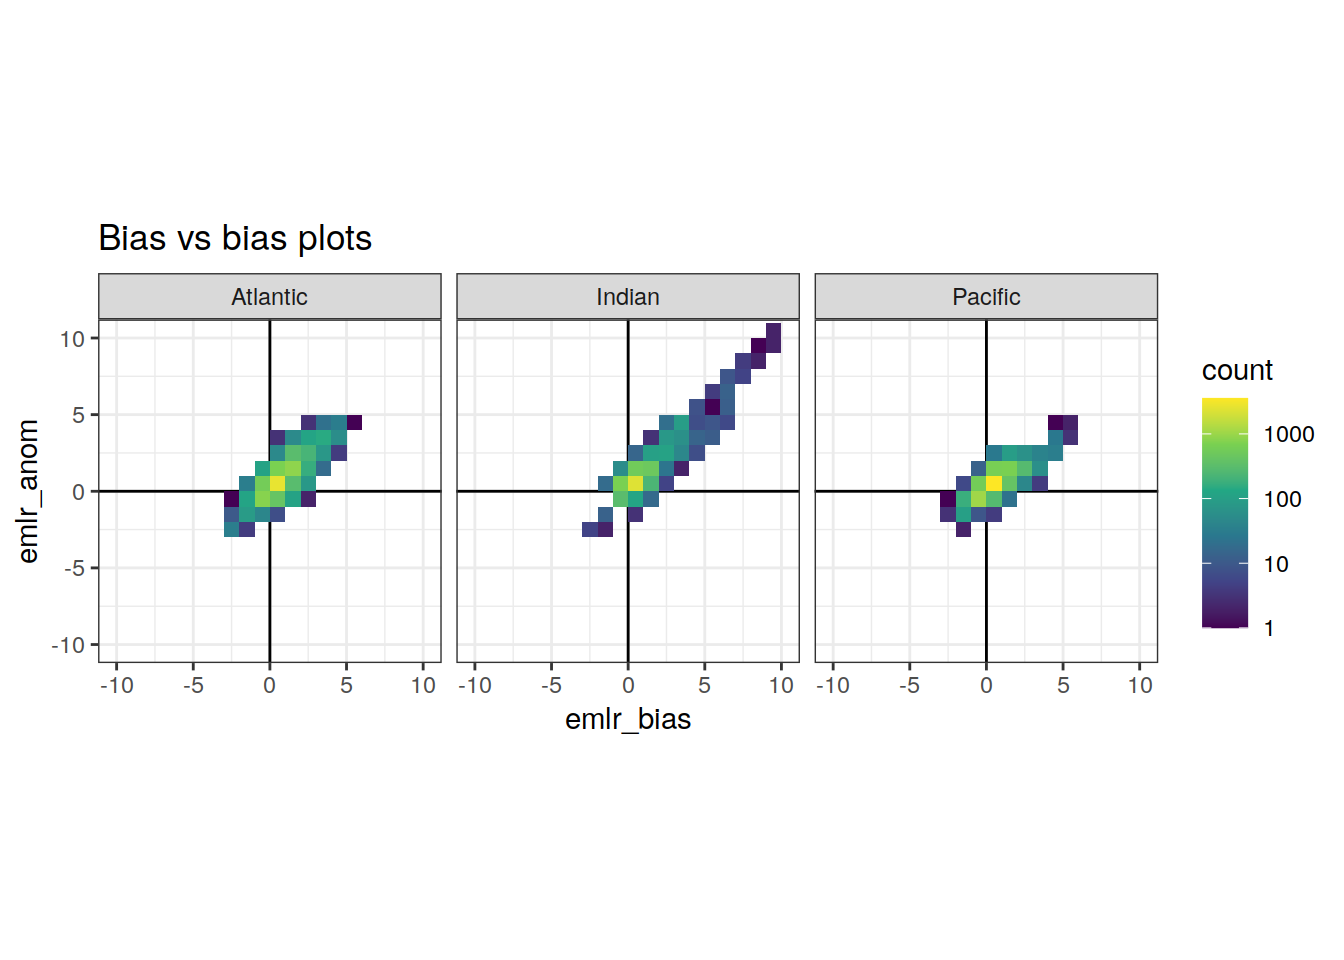 Bias vs bias plots
Atlantic Indian Pacific
10
5
0
-5
-10
emlr_anom
-10 -5 0 5 10 -10 -5 0 5 10 -10 -5 0 5 10
emlr_bias
count
1000
100
10
1